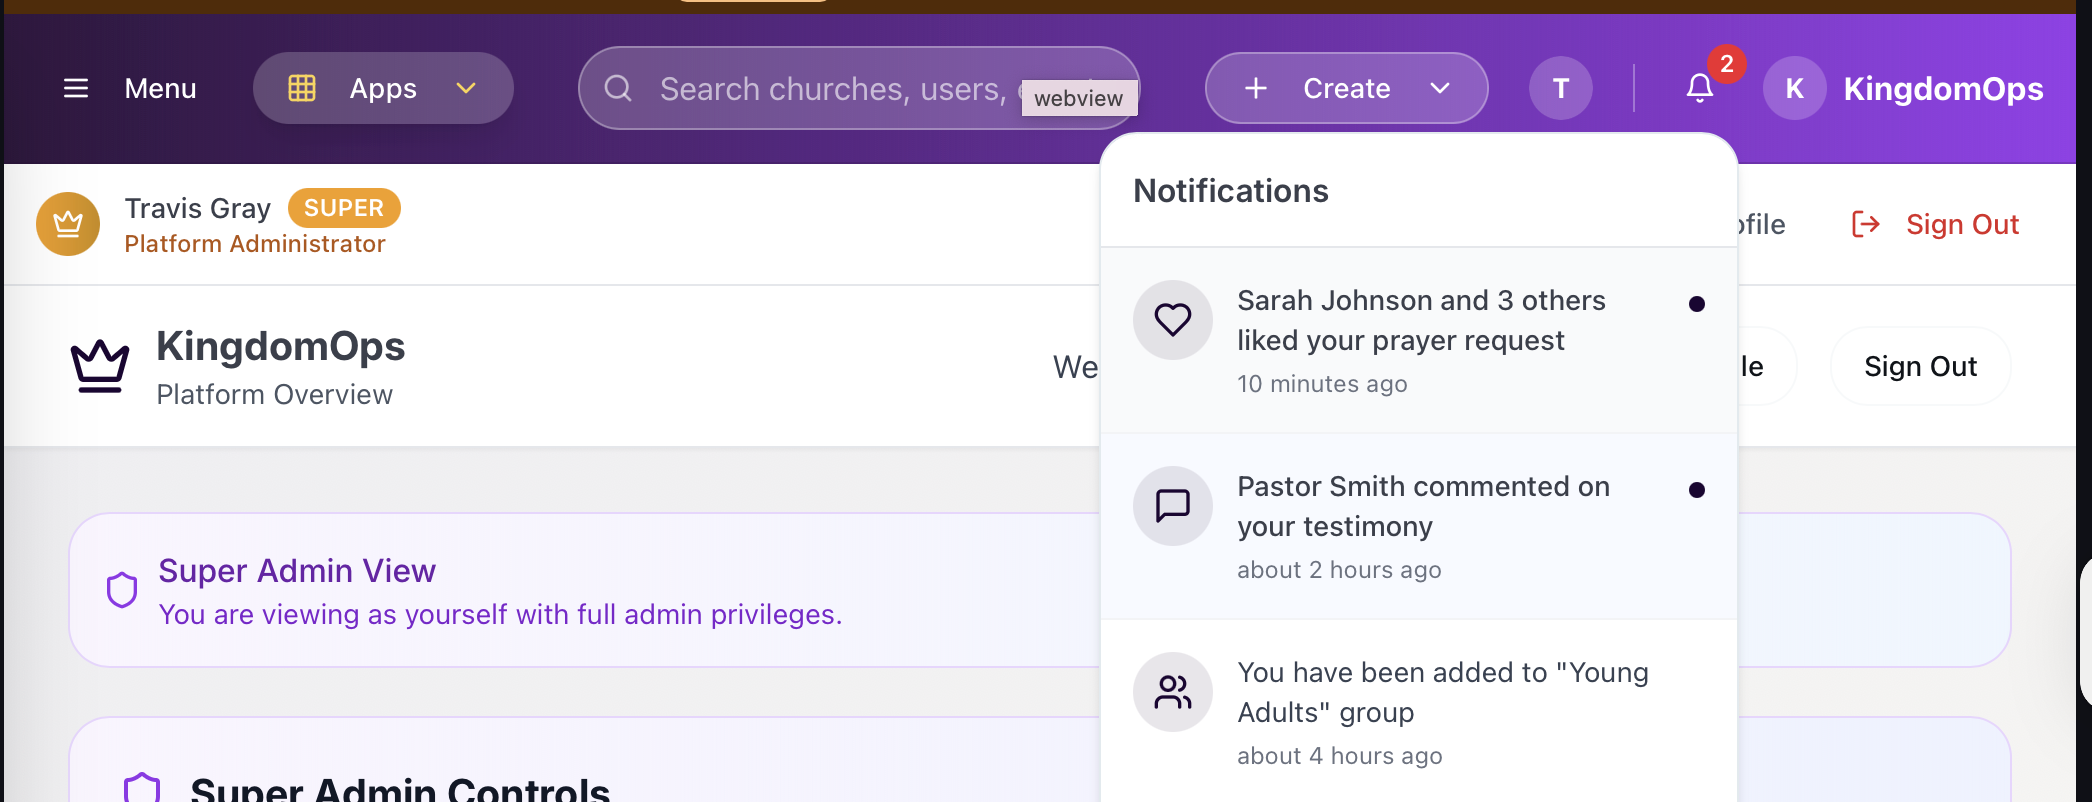 Menu
Apps
Search churches, users,
webview
Create
T
2
K
KingdomOps
Travis Gray
SUPER
Platform Administrator
Sign Out
KingdomOps
Platform Overview
We
Sign Out
Notifications
Sarah Johnson and 3 others
liked your prayer request
10 minutes ago
Pastor Smith commented on
your testimony
about 2 hours ago
You have been added to "Young
Adults" group
about 4 hours ago
Super Admin View
You are viewing as yourself with full admin privileges.
Super Admin Controls